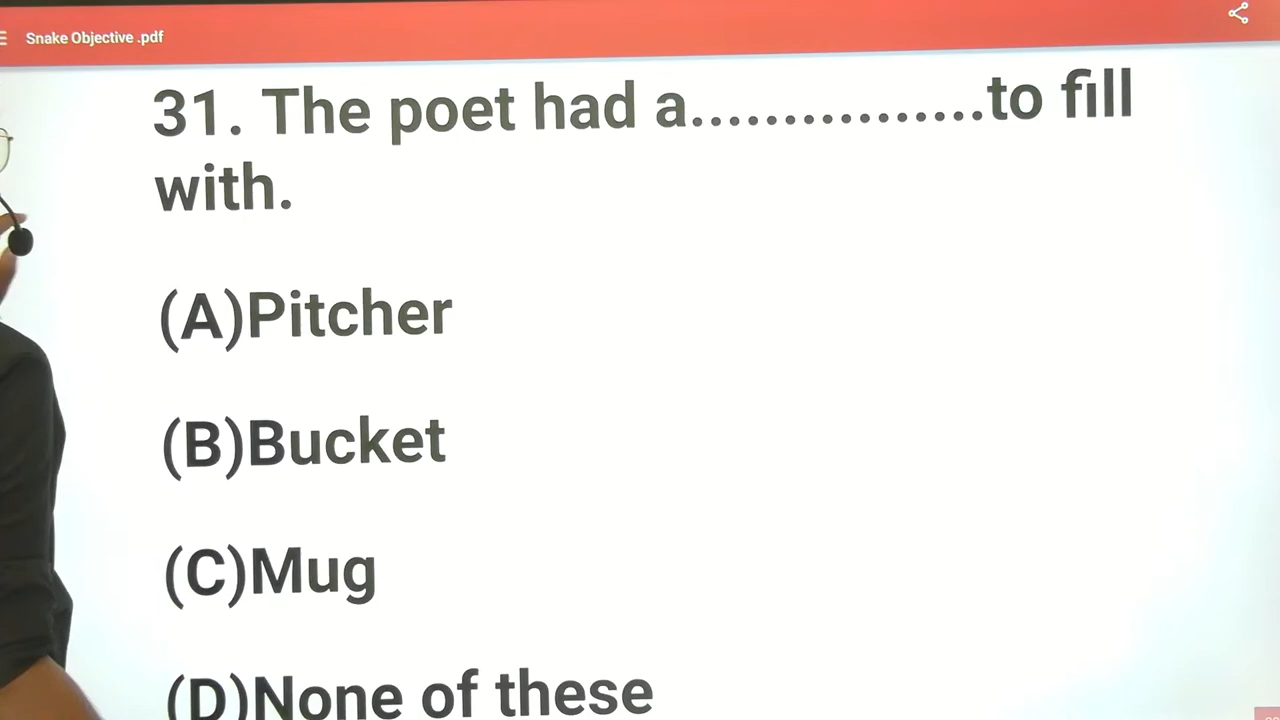 Snake Objective .pdf
31. The poet had a................to fill
with.
(A)Pitcher
(B)Bucket
(C)Mug
(D)None of these